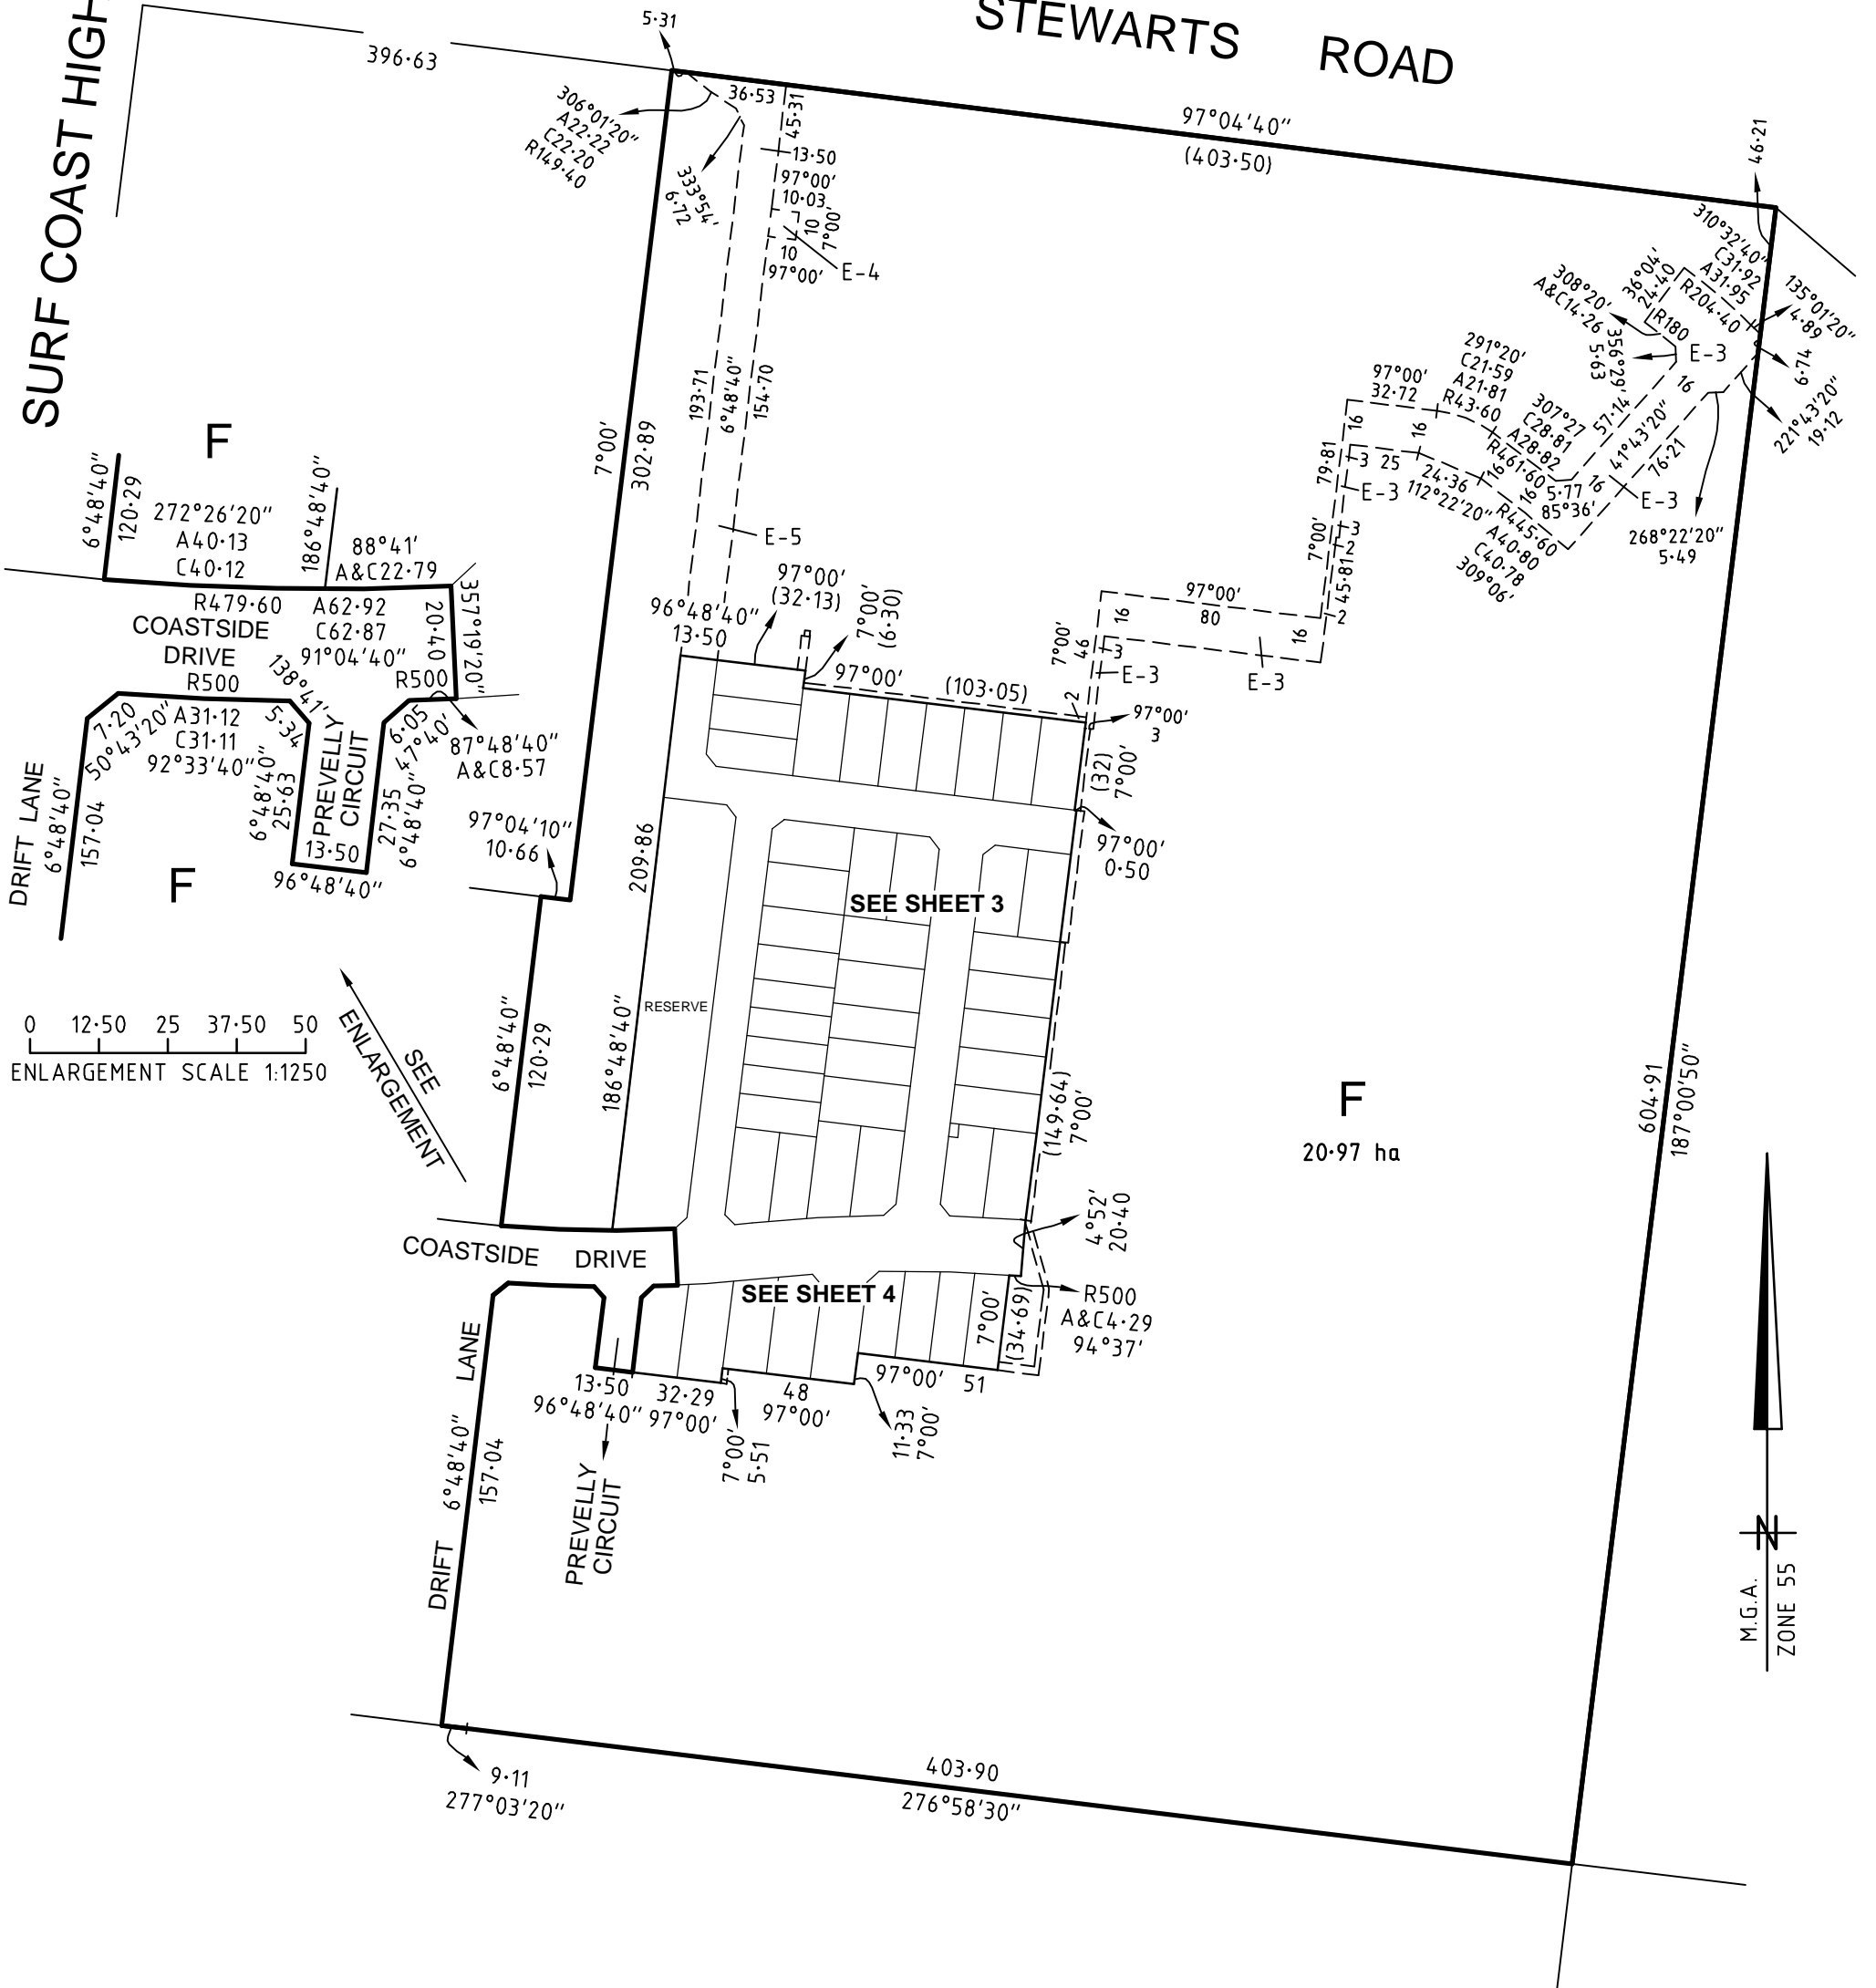 STEWARTS ROAD
SURF COAST HIGH
396·63
5·31
36·53
45·31
306°01'20"
A22·22
C22·20
R149·40
333°54'
6·72
13·50
97°00'
10·03
10
7°00'
10
97°00'
E-4
97°04'40"
(403·50)
46·21
310°32'40"
C31·92
A31·95
R204·40
135°01'20"
4·89
36°04'
24·40
308°20'
A&C14·26
R180
356°29'
5·63
E-3
6·74
16
221°43'20"
19·12
291°20'
C21·59
A21·81
R43·60
97°00'
32·72
307°27
C28·81
A28·82
R461·60
57·14
41°43'20"
76·21
16
16
16
16
16
79·81
3
25
24·36
112°22'20"
5·77
85°36'
E-3
E-3
R445·60
A40·80
C40·78
309°06'
268°22'20"
5·49
3
2
7°00'
45·81
2
193·71
6°48'40"
154·70
7°00'
302·89
E-5
F
6°48'40"
120·29
272°26'20"
A40·13
C40·12
186°48'40"
88°41'
A&C22·79
R479·60
A62·92
C62·87
91°04'40"
20·40
357°19'20"
COASTSIDE
DRIVE
R500
138°41'
R500
7·20
50°43'20"
A31·12
C31·11
92°33'40"
5·34
6·05
47°40'
87°48'40"
A&C8·57
6°48'40"
25·63
PREVELLY
CIRCUIT
27·35
6°48'40"
13·50
96°48'40"
DRIFT LANE
6°48'40"
157·04
F
97°04'10"
10·66
0 12·50 25 37·50 50
ENLARGEMENT SCALE 1:1250
SEE
ENLARGEMENT
96°48'40"
13·50
97°00'
(32·13)
7°00'
(6·30)
97°00'
(103·05)
7°00'
46
16
3
E-3
97°00'
80
16
E-3
2
97°00'
3
(32)
7°00'
97°00'
0·50
209·86
186°48'40"
RESERVE
SEE SHEET 3
6°48'40"
120·29
(149·64)
7°00'
F
20·97 ha
604·91
187°00'50"
COASTSIDE DRIVE
SEE SHEET 4
4°52'
20·40
R500
A&C4·29
94°37'
7°00'
(34·69)
97°00' 51
13·50
96°48'40"
32·29
97°00'
48
97°00'
7°00'
5·51
11·33
7°00'
PREVELLY
CIRCUIT
DRIFT LANE
6°48'40"
157·04
9·11
277°03'20"
403·90
276°58'30"
N
M.G.A.
ZONE 55